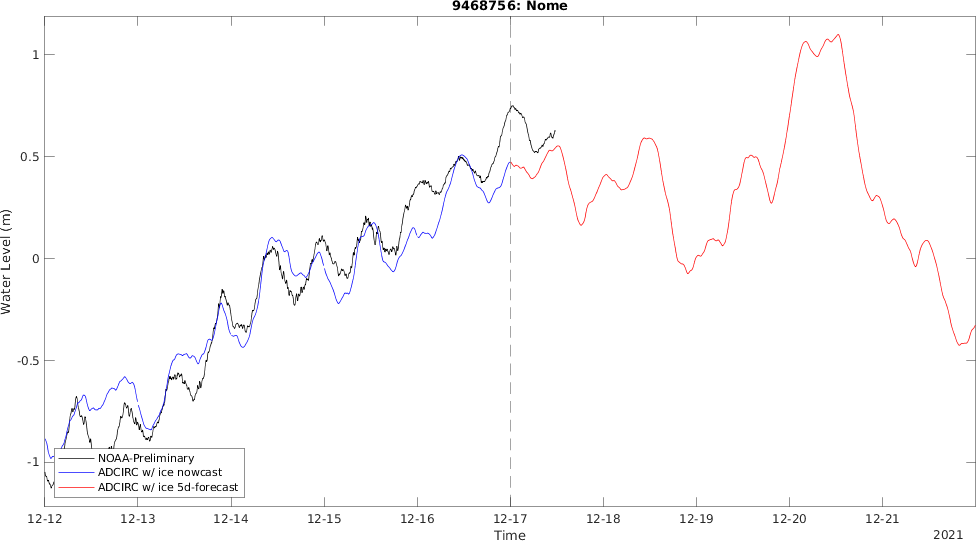 9468756: Nome
Water Level (m)
1
0.5
0
-0.5
-1
NOAA-Preliminary
ADCIRC w/ ice nowcast
ADCIRC w/ ice 5d-forecast
12-12 12-13 12-14 12-15 12-16 12-17 12-18 12-19 12-20 12-21
Time
2021